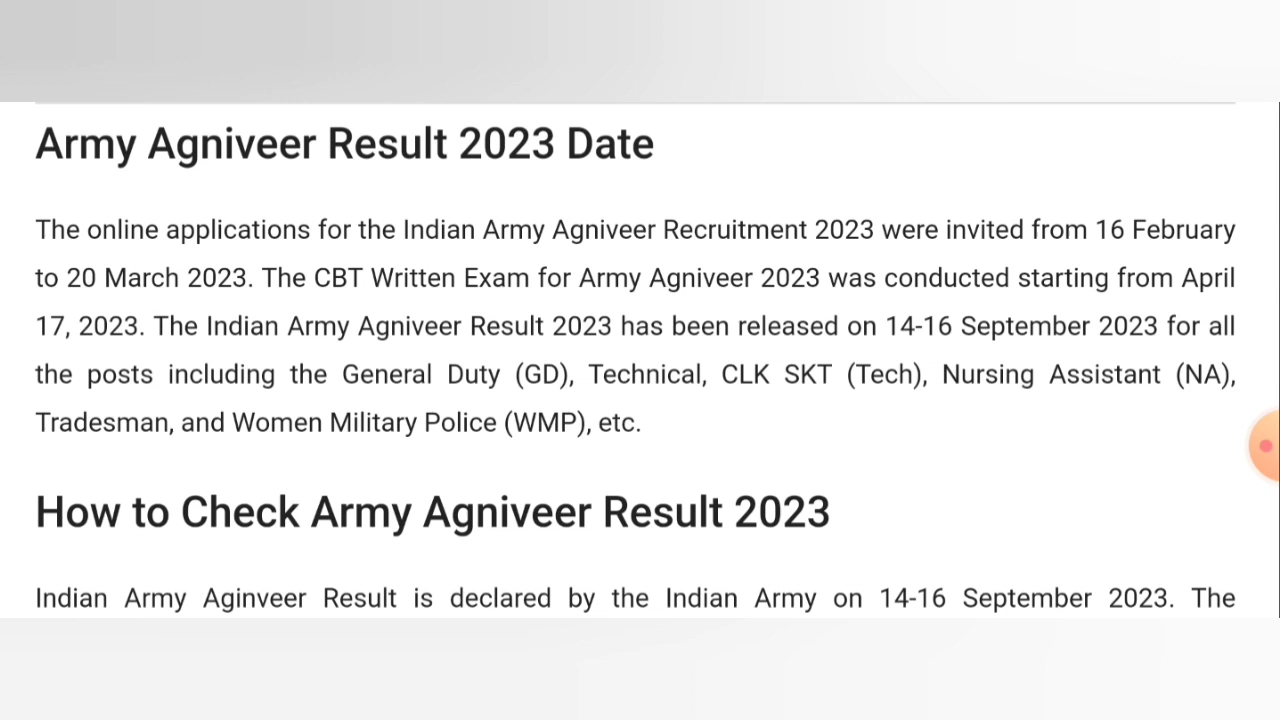 Army Agniveer Result 2023 Date
The online applications for the Indian Army Agniveer Recruitment 2023 were invited from 16 February
to 20 March 2023. The CBT Written Exam for Army Agniveer 2023 was conducted starting from April
17, 2023. The Indian Army Agniveer Result 2023 has been released on 14-16 September 2023 for all
the posts including the General Duty (GD), Technical, CLK SKT (Tech), Nursing Assistant (NA),
Tradesman, and Women Military Police (WMP), etc.
How to Check Army Agniveer Result 2023
Indian Army Aginveer Result is declared by the Indian Army on 14-16 September 2023. The